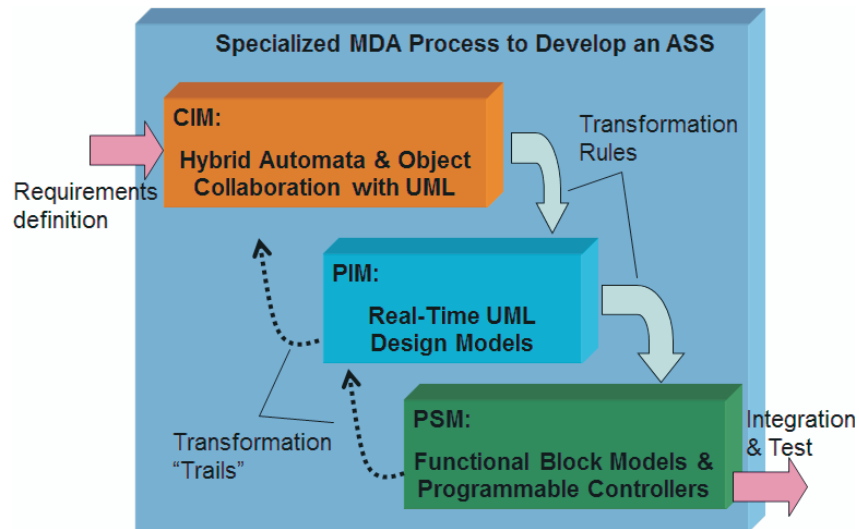 Specialized MDA Process to Develop an ASS
CIM:
Hybrid Automata & Object
Collaboration with UML
Transformation
Rules
Requirements
definition
PIM:
Real-Time UML
Design Models
PSM:
Functional Block Models &
Programmable Controllers
Integration
& Test
Transformation
“Trails”